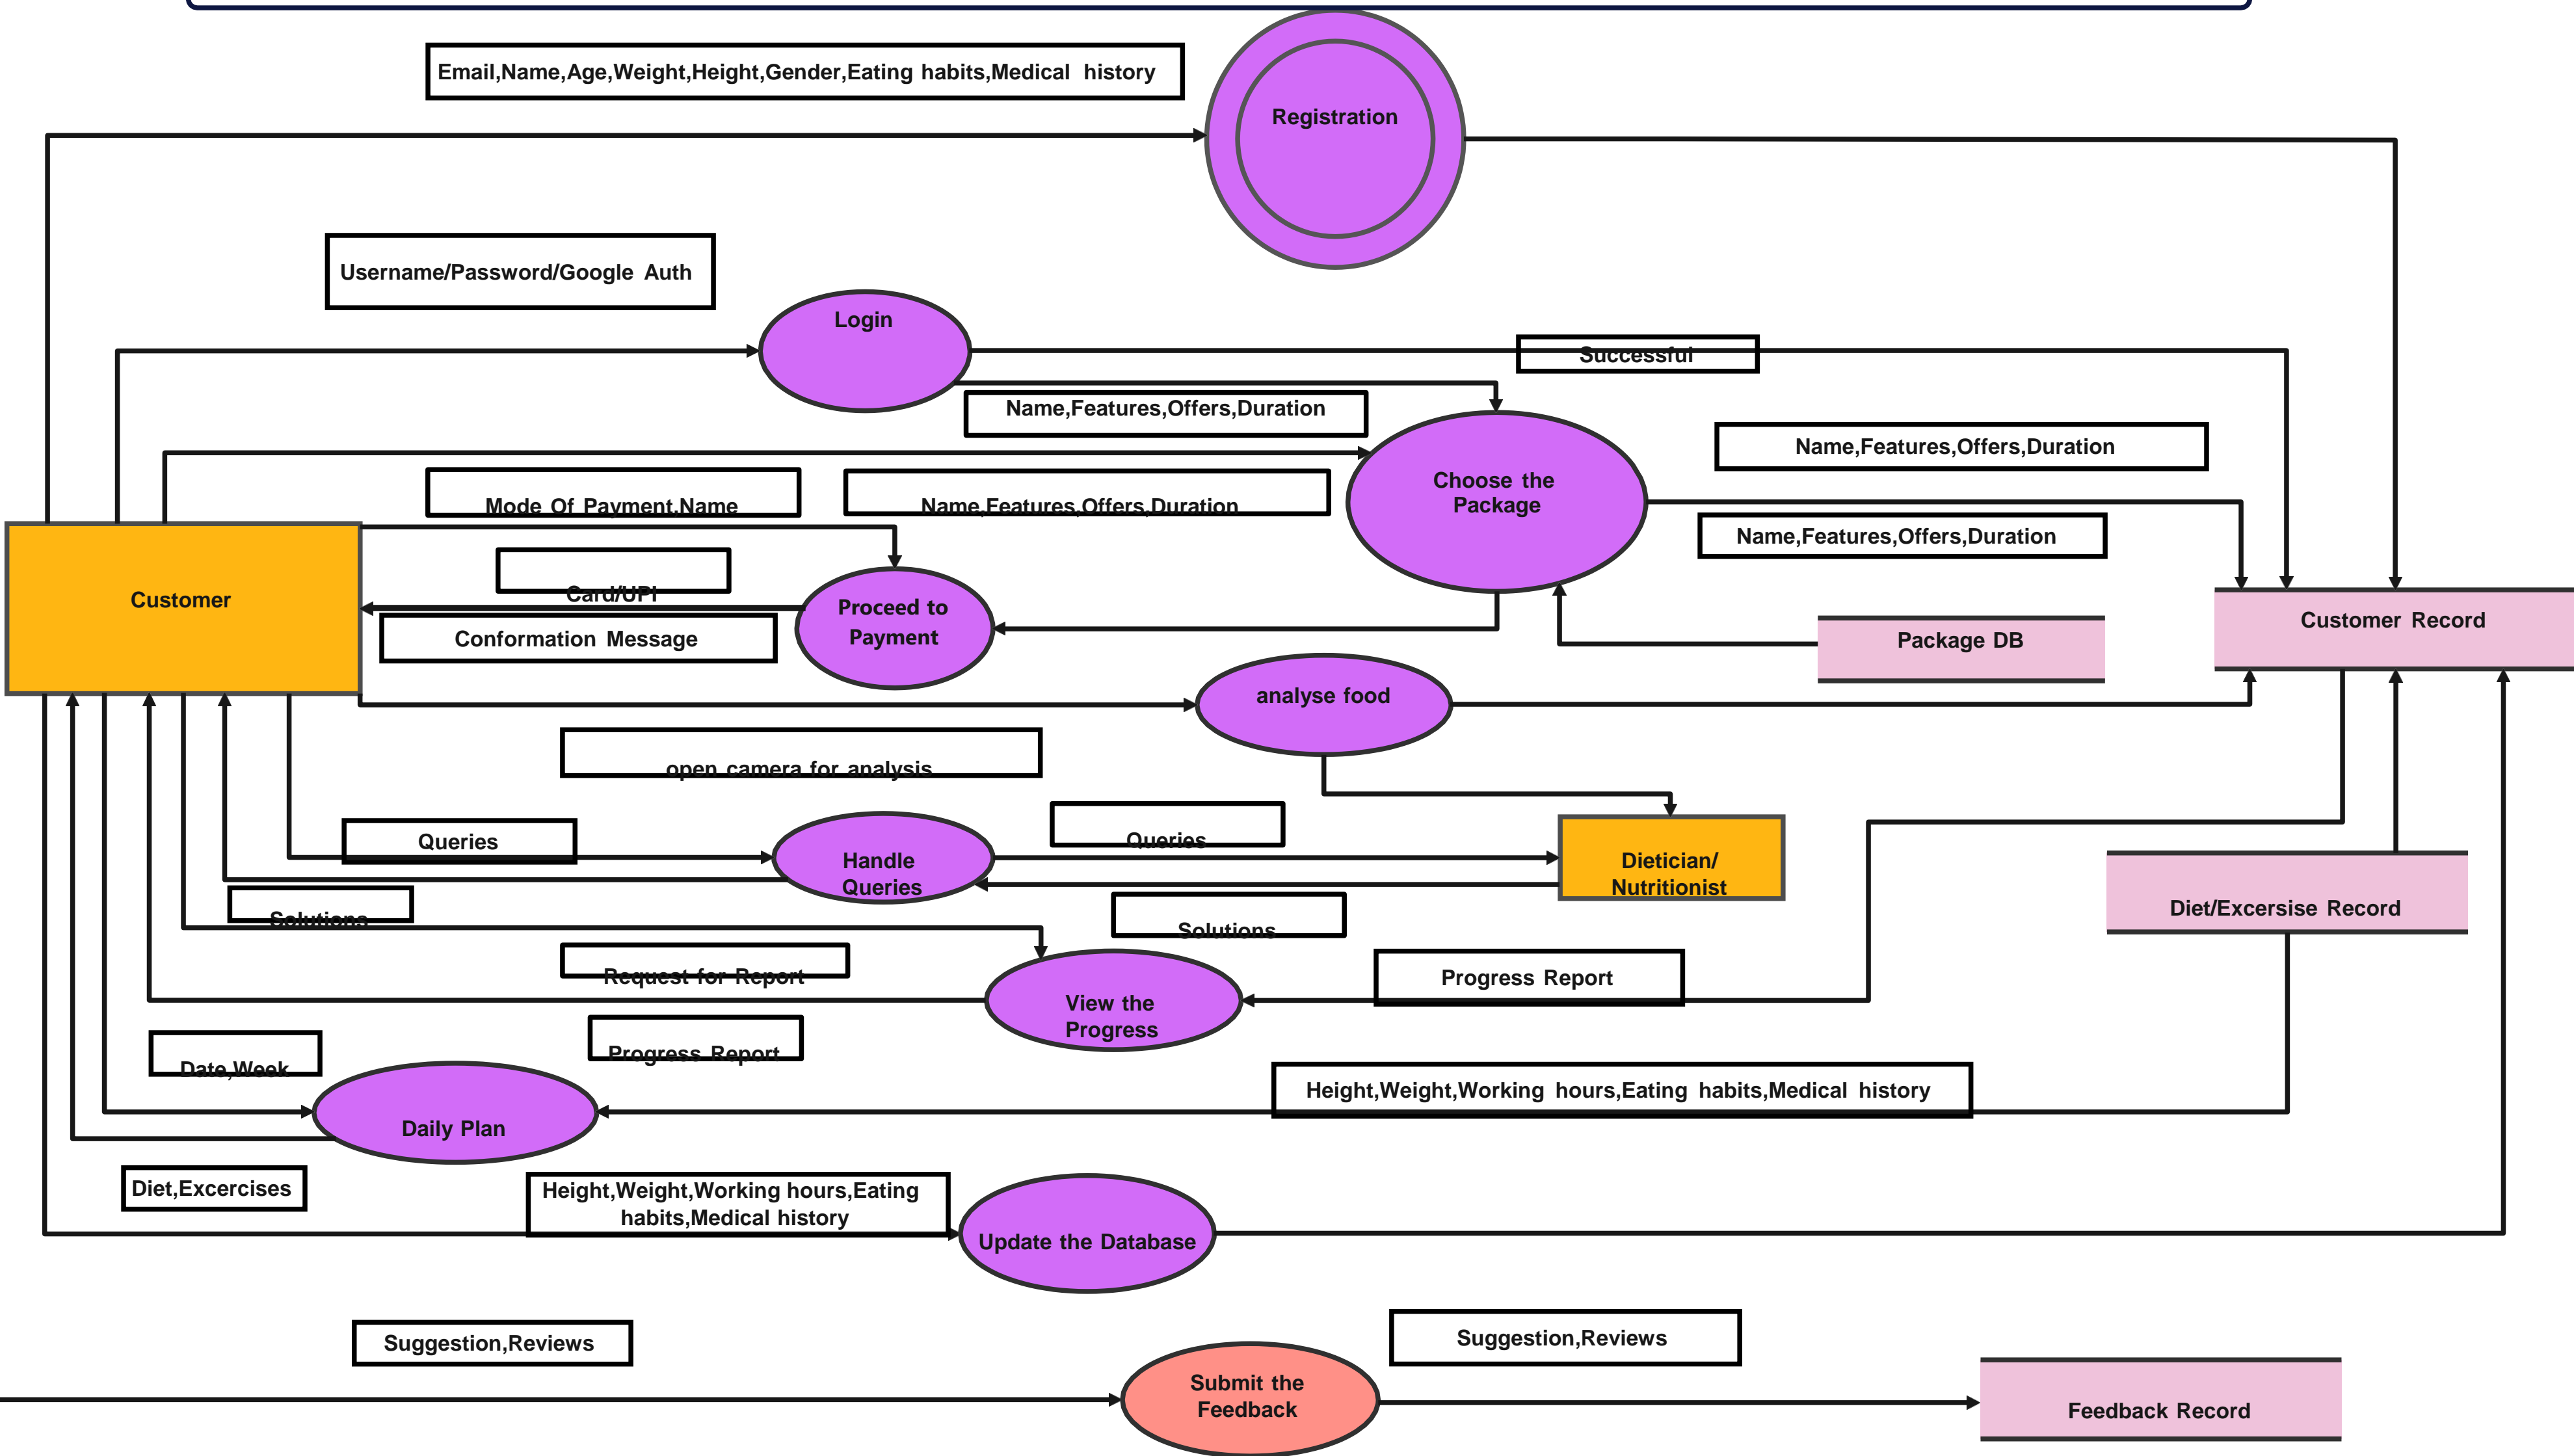 Email,Name,Age,Weight,Height,Gender,Eating habits,Medical history
Registration
Username/Password/Google Auth
Login
Successful
Name,Features,Offers,Duration
Name,Features,Offers,Duration
Choose the
Package
Mode Of Payment,Name
Name,Features,Offers,Duration
Name,Features,Offers,Duration
Customer
Card/UPI
Proceed to
Payment
Conformation Message
Package DB
Customer Record
analyse food
open camera for analysis
Queries
Queries
Handle
Queries
Dietician/
Nutritionist
Solutions
Solutions
Diet/Excersise Record
Request for Report
Progress Report
View the
Progress
Progress Report
Date,Week
Height,Weight,Working hours,Eating habits,Medical history
Daily Plan
Diet,Excercises
Height,Weight,Working hours,Eating
habits,Medical history
Update the Database
Suggestion,Reviews
Suggestion,Reviews
Submit the
Feedback
Feedback Record